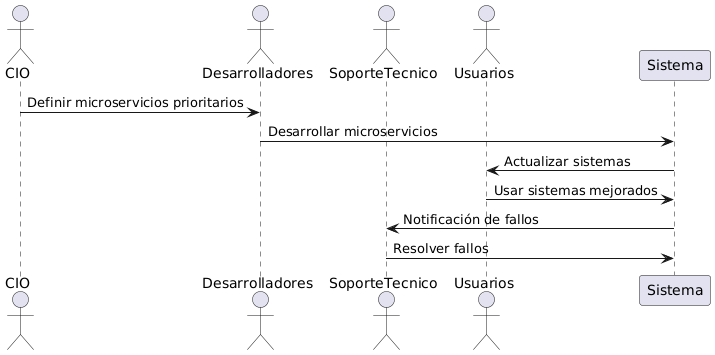 CIO
Desarrolladores
SoporteTecnico
Usuarios
Sistema
Definir microservicios prioritarios
Desarrollar microservicios
Actualizar sistemas
Usar sistemas mejorados
Notificación de fallos
Resolver fallos
CIO
Desarrolladores
SoporteTecnico
Usuarios
Sistema